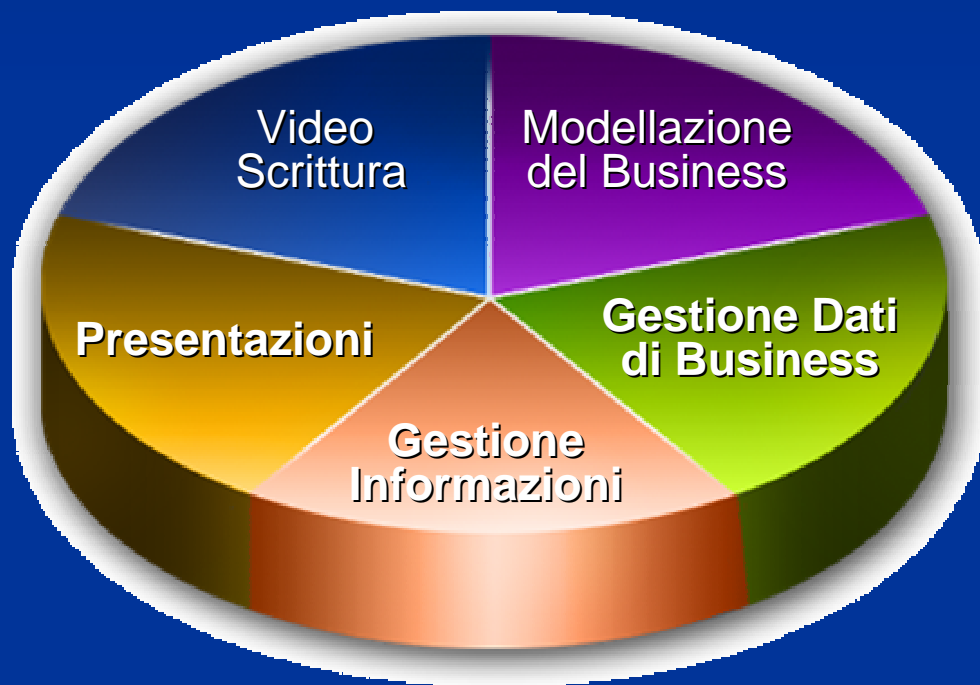 Video
Scrittura
Modellazione
del Business
Presentazioni
Gestione Dati
di Business
Gestione
Informazioni